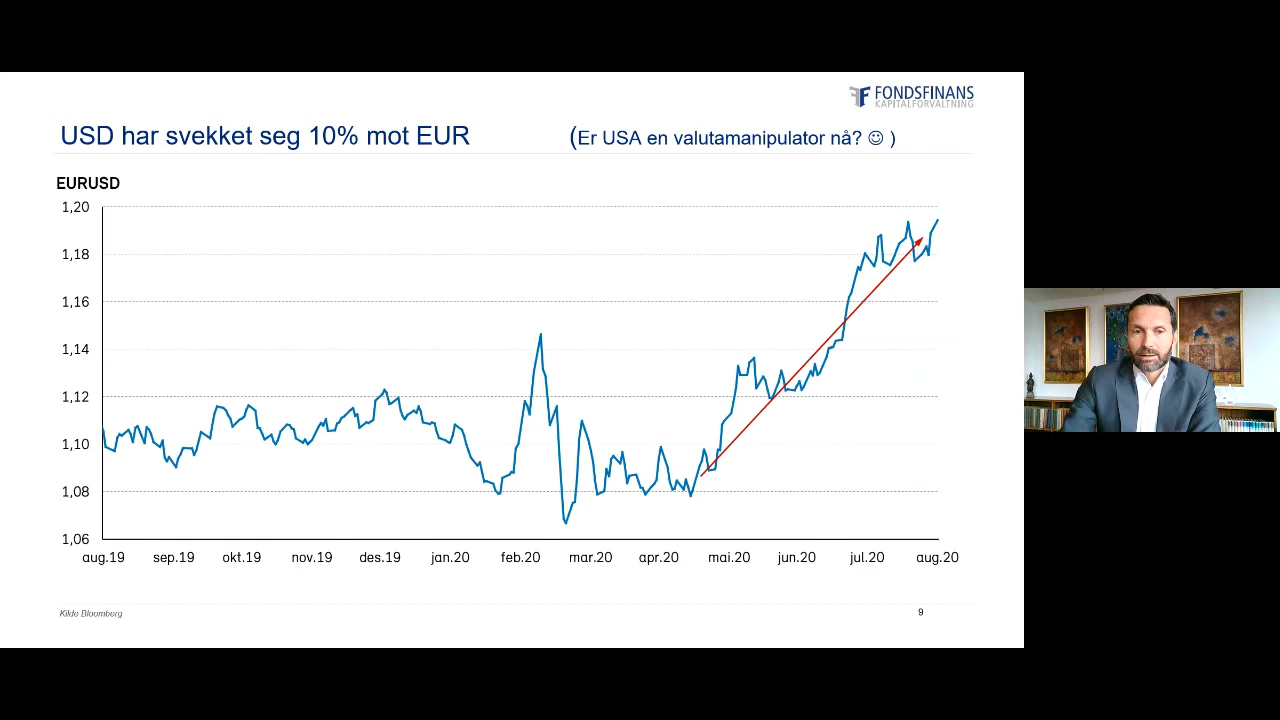 FONDSFINANS
KAPITALFORVALTNING
USD har svekket seg 10% mot EUR (Er USA en valutamanipulator nå? ☺ )
EURUSD
1,20
1,18
1,16
1,14
1,12
1,10
1,08
1,06
aug.19 sep.19 okt.19 nov.19 des.19 jan.20 feb.20 mar.20 apr.20 mai.20 jun.20 jul.20 aug.20
Kilde Bloomberg 9